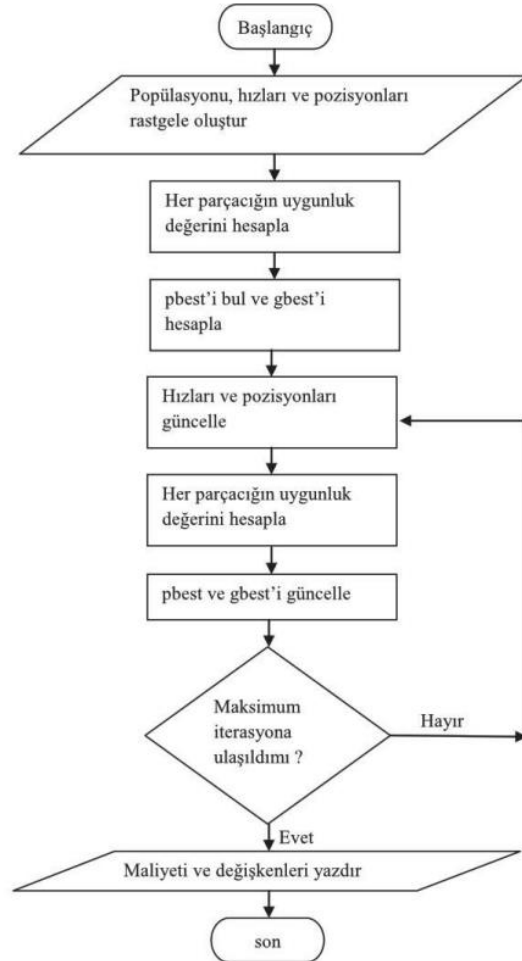 Başlangıç
Popülasyonu, hızları ve pozisyonları
rastgele oluştur
Her parçacığın uygunluk
değerini hesapla
pbest’i bul ve gbest’i
hesapla
Hızları ve pozisyonları
güncelle
Her parçacığın uygunluk
değerini hesapla
pbest ve gbest’i güncelle
Maksimum
iterasyona
ulaşıldımı ?
Hayır
Evet
Maliyeti ve değişkenleri yazdır
son